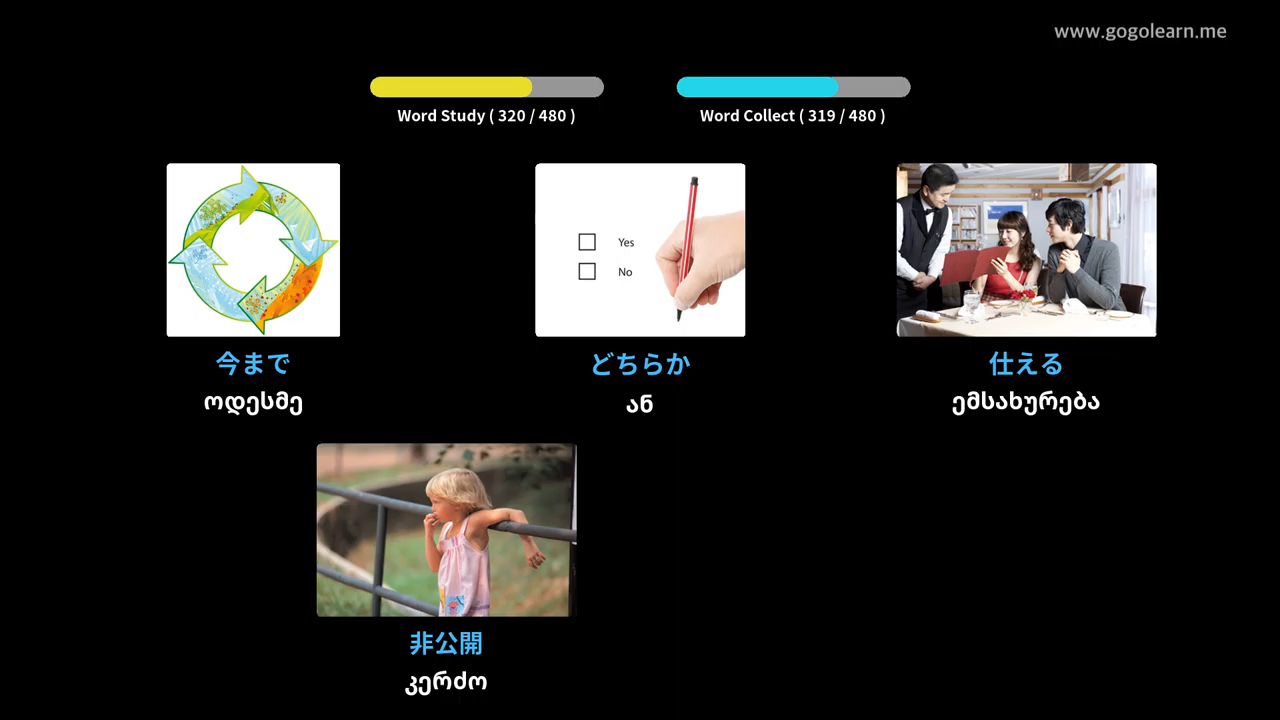 www.gogolearn.me
Word Study ( 320 / 480 )
Word Collect ( 319 / 480 )
Yes
No
今まで
どちらか
仕える
ოდესმე
ან
ემსახურება
非公開
კერძო